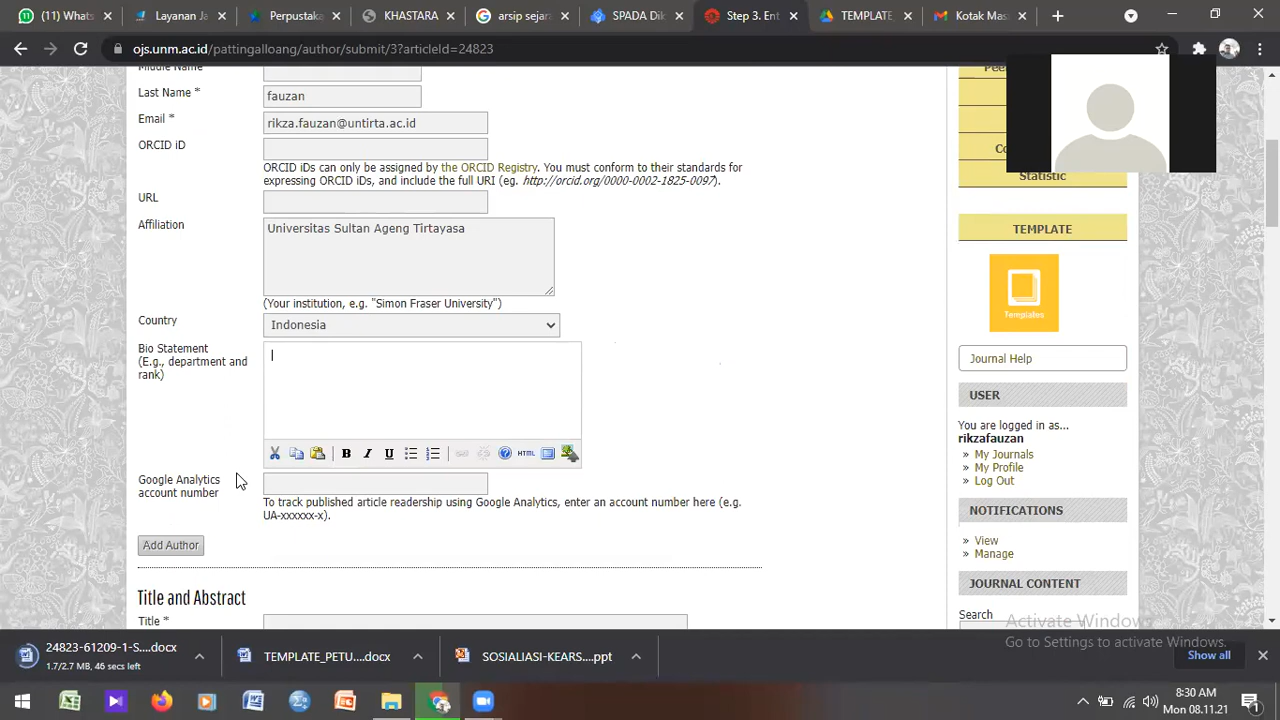 Whats
Layanan Ja
Perpustaka
KHASTARA
arsip sejara
SPADA Dik
Step 3. Ent
TEMPLATE_
Kotak Mas
ojs.unm.ac.id/pattingalloang/author/submit/3?articleId=24823
Middle Name
Last Name *
fauzan
Email *
rikza.fauzan@untirta.ac.id
ORCID iD
ORCID iDs can only be assigned by the ORCID Registry. You must conform to their standards for
expressing ORCID iDs, and include the full URI (eg. http://orcid.org/0000-0002-1825-0097).
URL
Affiliation
Universitas Sultan Ageng Tirtayasa
(Your institution, e.g. "Simon Fraser University")
Country
Indonesia
Bio Statement
(E.g., department and
rank)
HTML
Google Analytics
account number
To track published article readership using Google Analytics, enter an account number here (e.g.
UA-xxxxxx-x).
Add Author
Title and Abstract
Title *
Statistic
TEMPLATE
Templates
Journal Help
USER
You are logged in as...
rikzafauzan
» My Journals
» My Profile
» Log Out
NOTIFICATIONS
» View
» Manage
JOURNAL CONTENT
Search
Activate Windows
Go to Settings to activate Windows.
24823-61209-1-S....docx
1.7/2.7 MB, 46 secs left
TEMPLATE_PETU....docx
SOSIALIASI-KEARS....ppt
Show all
8:30 AM
Mon 08.11.21